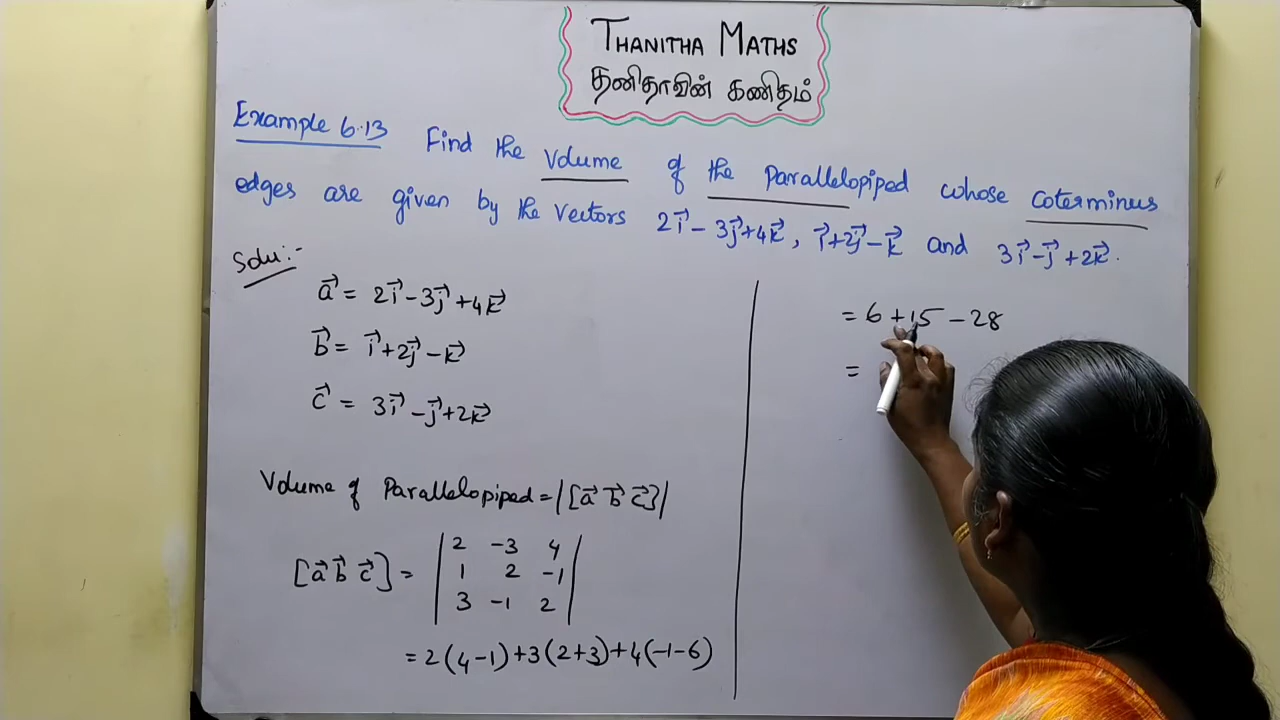 THANITHA MATHS
தனிதாவின் கணிதம்
Example 6.13 Find the Volume of the Parallelopiped whose coterminus
edges are given by the vectors 2i⃗ - 3j⃗ + 4k⃗, i⃗ + 2j⃗ - k⃗ and 3i⃗ - j⃗ + 2k⃗.
Solu:-
a⃗ = 2i⃗ - 3j⃗ + 4k⃗
b⃗ = i⃗ + 2j⃗ - k⃗
c⃗ = 3i⃗ - j⃗ + 2k⃗
Volume of Parallelopiped = |[a⃗ b⃗ c⃗]|
[a⃗ b⃗ c⃗] = | 2 -3 4 |
| 1 2 -1 |
| 3 -1 2 |
= 2(4-1)+3(2+3)+4(-1-6)
= 6 + 15 - 28
=